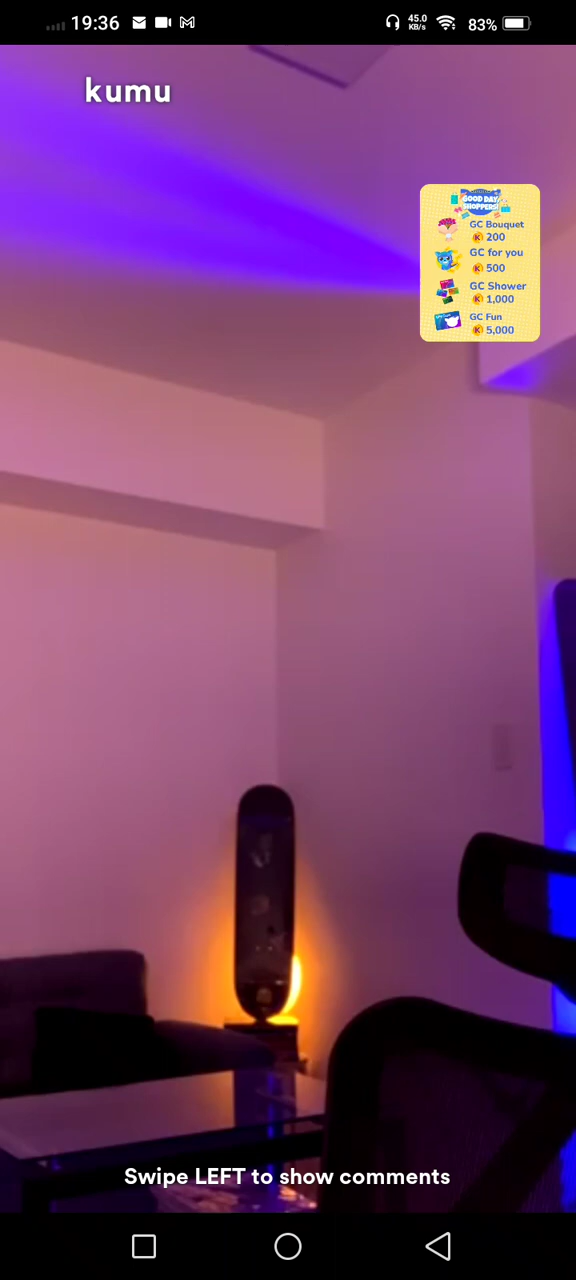 19:36
45.0
KB/s
83%
kumu
GOOD DAY
SHOPPERS!
GC Bouquet
K 200
GC for you
K 500
GC Shower
K 1,000
GC Fun
K 5,000
Swipe LEFT to show comments